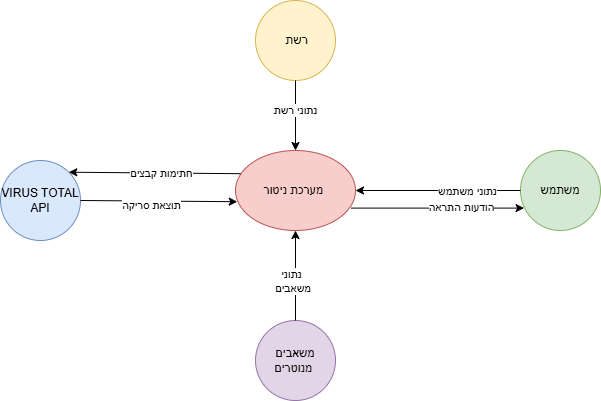 רשת
נתוני רשת
חתימות קבצים
VIRUS TOTAL
API
תוצאת סריקה
מערכת ניטור
נתוני משתמש
הודעות התראה
משתמש
נתוני
משאבים
משאבים
מנוטרים